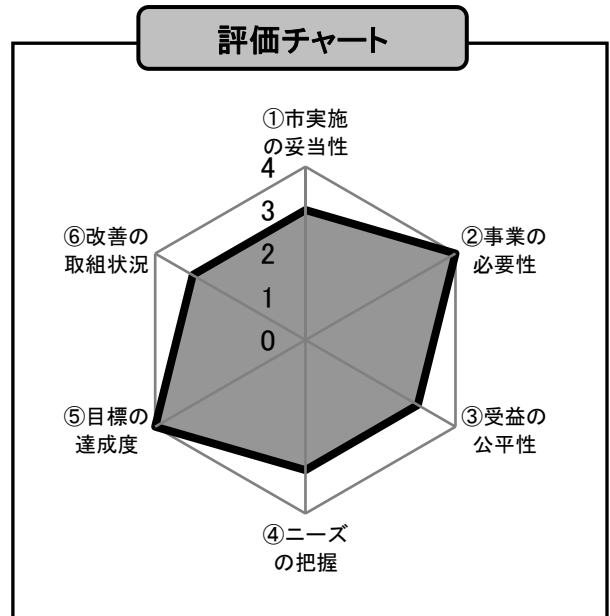 評価チャート
①市実施
の妥当性
4
3
2
1
0
②事業の
必要性
③受益の
公平性
④ニーズ
の把握
⑤目標の
達成度
⑥改善の
取組状況